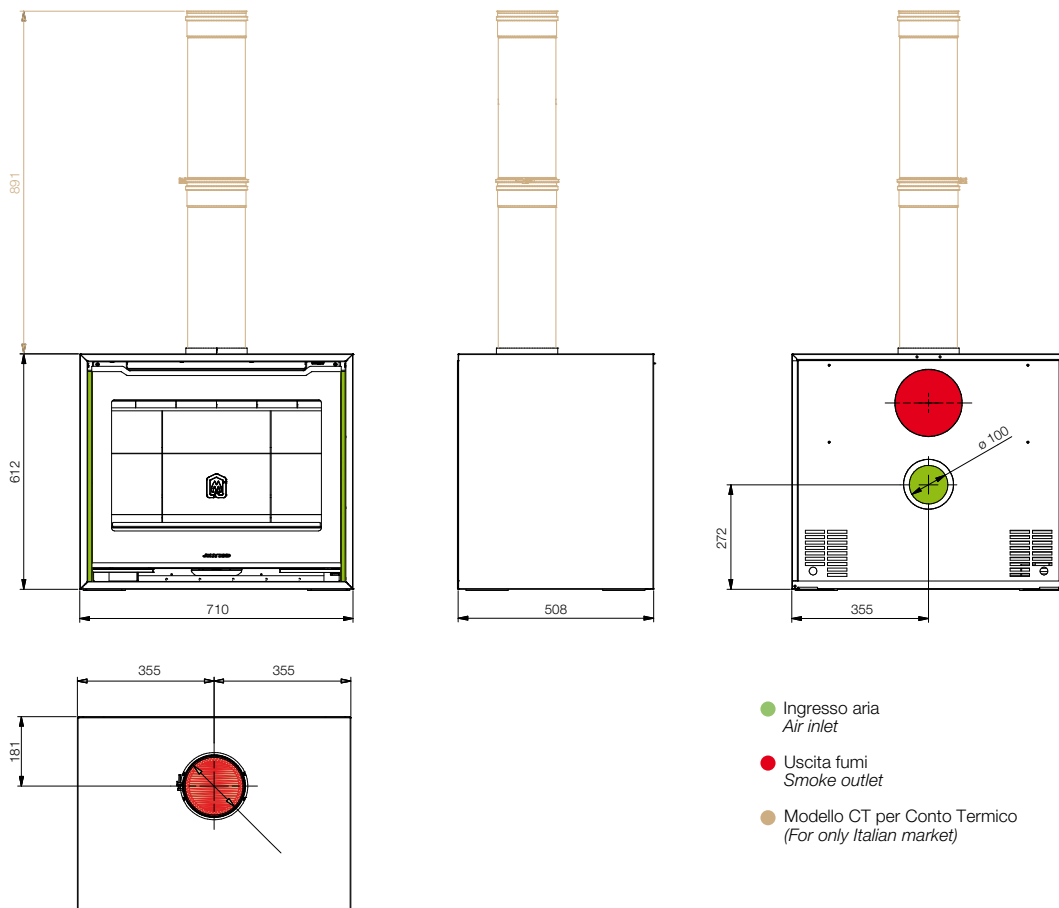 891
612
710
508
ø 100
272
355
355
355
181
Ingresso aria
Air inlet
Uscita fumi
Smoke outlet
Modello CT per Conto Termico
(For only Italian market)